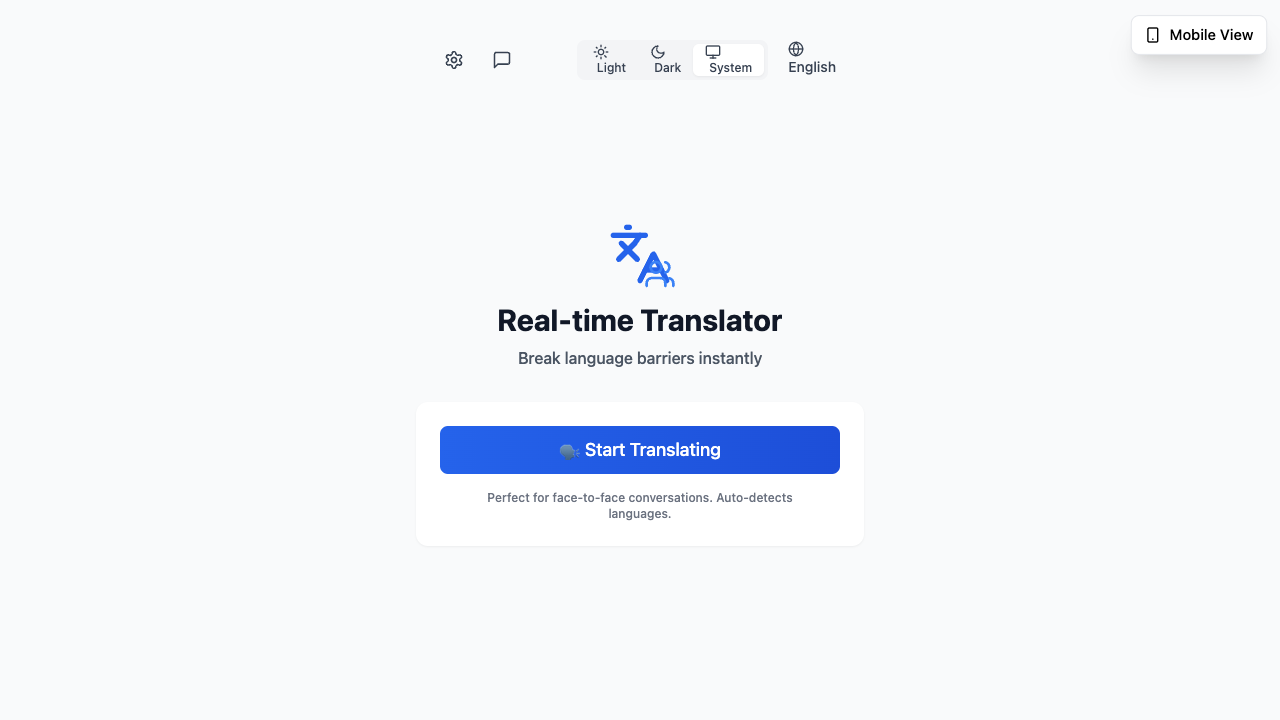 Light
Dark
System
English
Mobile View
Real-time Translator
Break language barriers instantly
Start Translating
Perfect for face-to-face conversations. Auto-detects
languages.